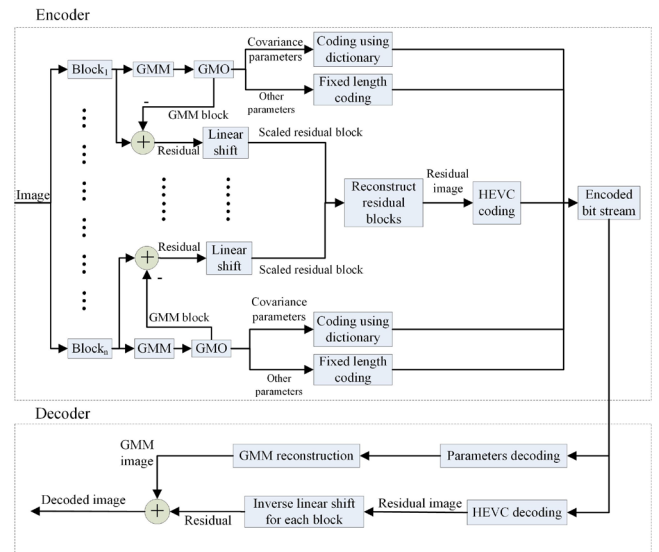 Encoder
Block1
GMM
GMO
Covariance
parameters
Coding using
dictionary
Other
parameters
Fixed length
coding
-
GMM block
+
Residual
Linear
shift
Scaled residual block
Image
Reconstruct
residual
blocks
Residual
image
HEVC
coding
Encoded
bit stream
+
Residual
Linear
shift
Scaled residual block
-
GMM block
Covariance
parameters
Coding using
dictionary
Blockn
GMM
GMO
Other
parameters
Fixed length
coding
Decoder
GMM
image
GMM reconstruction
Parameters decoding
Decoded image
+
Residual
Inverse linear shift
for each block
Residual image
HEVC decoding